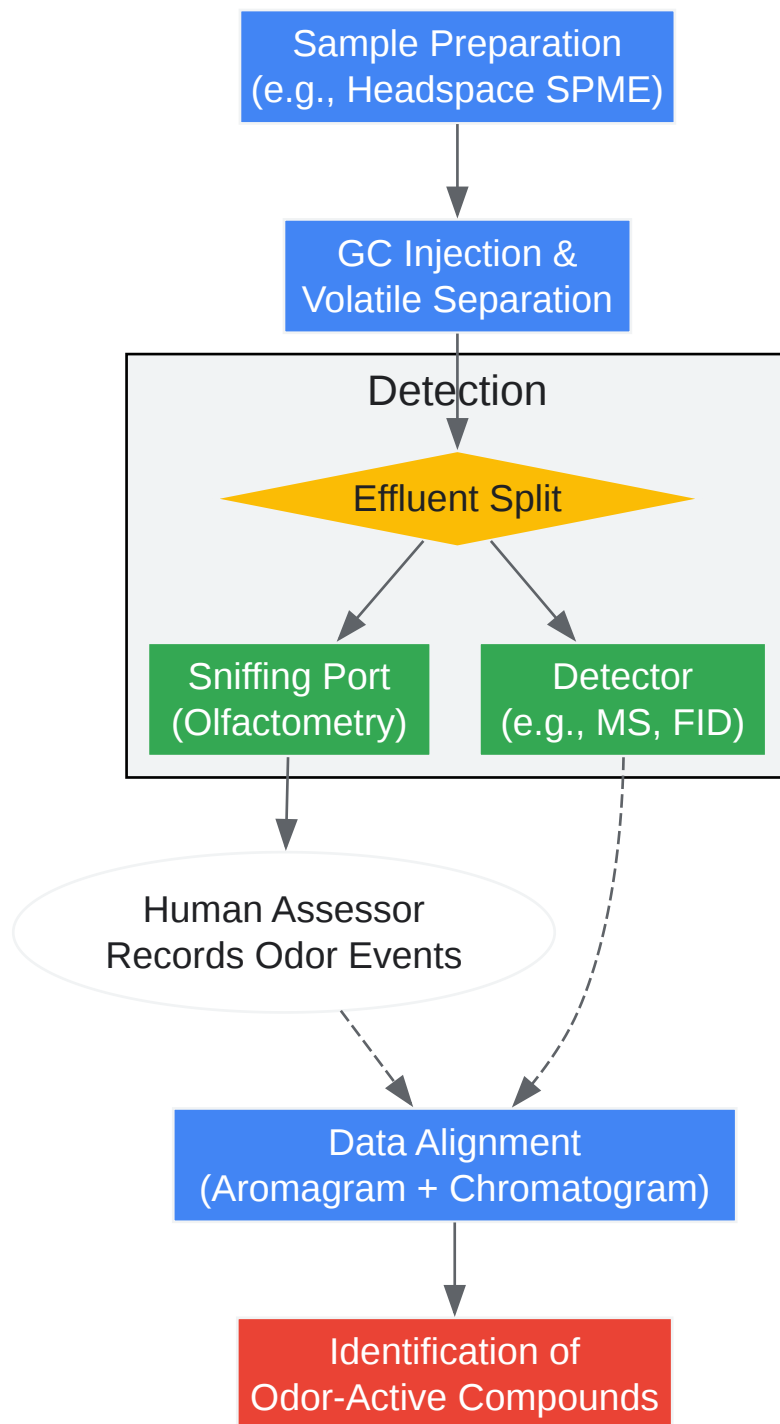 Sample Preparation
(e.g., Headspace SPME)
GC Injection &
Volatile Separation
Detection
Effluent Split
Sniffing Port
(Olfactometry)
Detector
(e.g., MS, FID)
Human Assessor
Records Odor Events
Data Alignment
(Aromagram + Chromatogram)
Identification of
Odor-Active Compounds